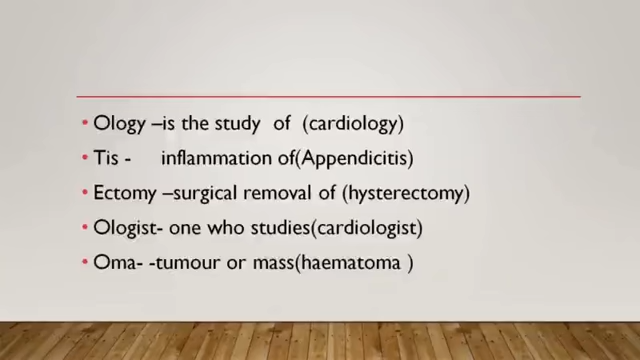 • Ology –is the study of (cardiology)
• Tis - inflammation of(Appendicitis)
• Ectomy –surgical removal of (hysterectomy)
• Ologist- one who studies(cardiologist)
• Oma- -tumour or mass(haematoma )